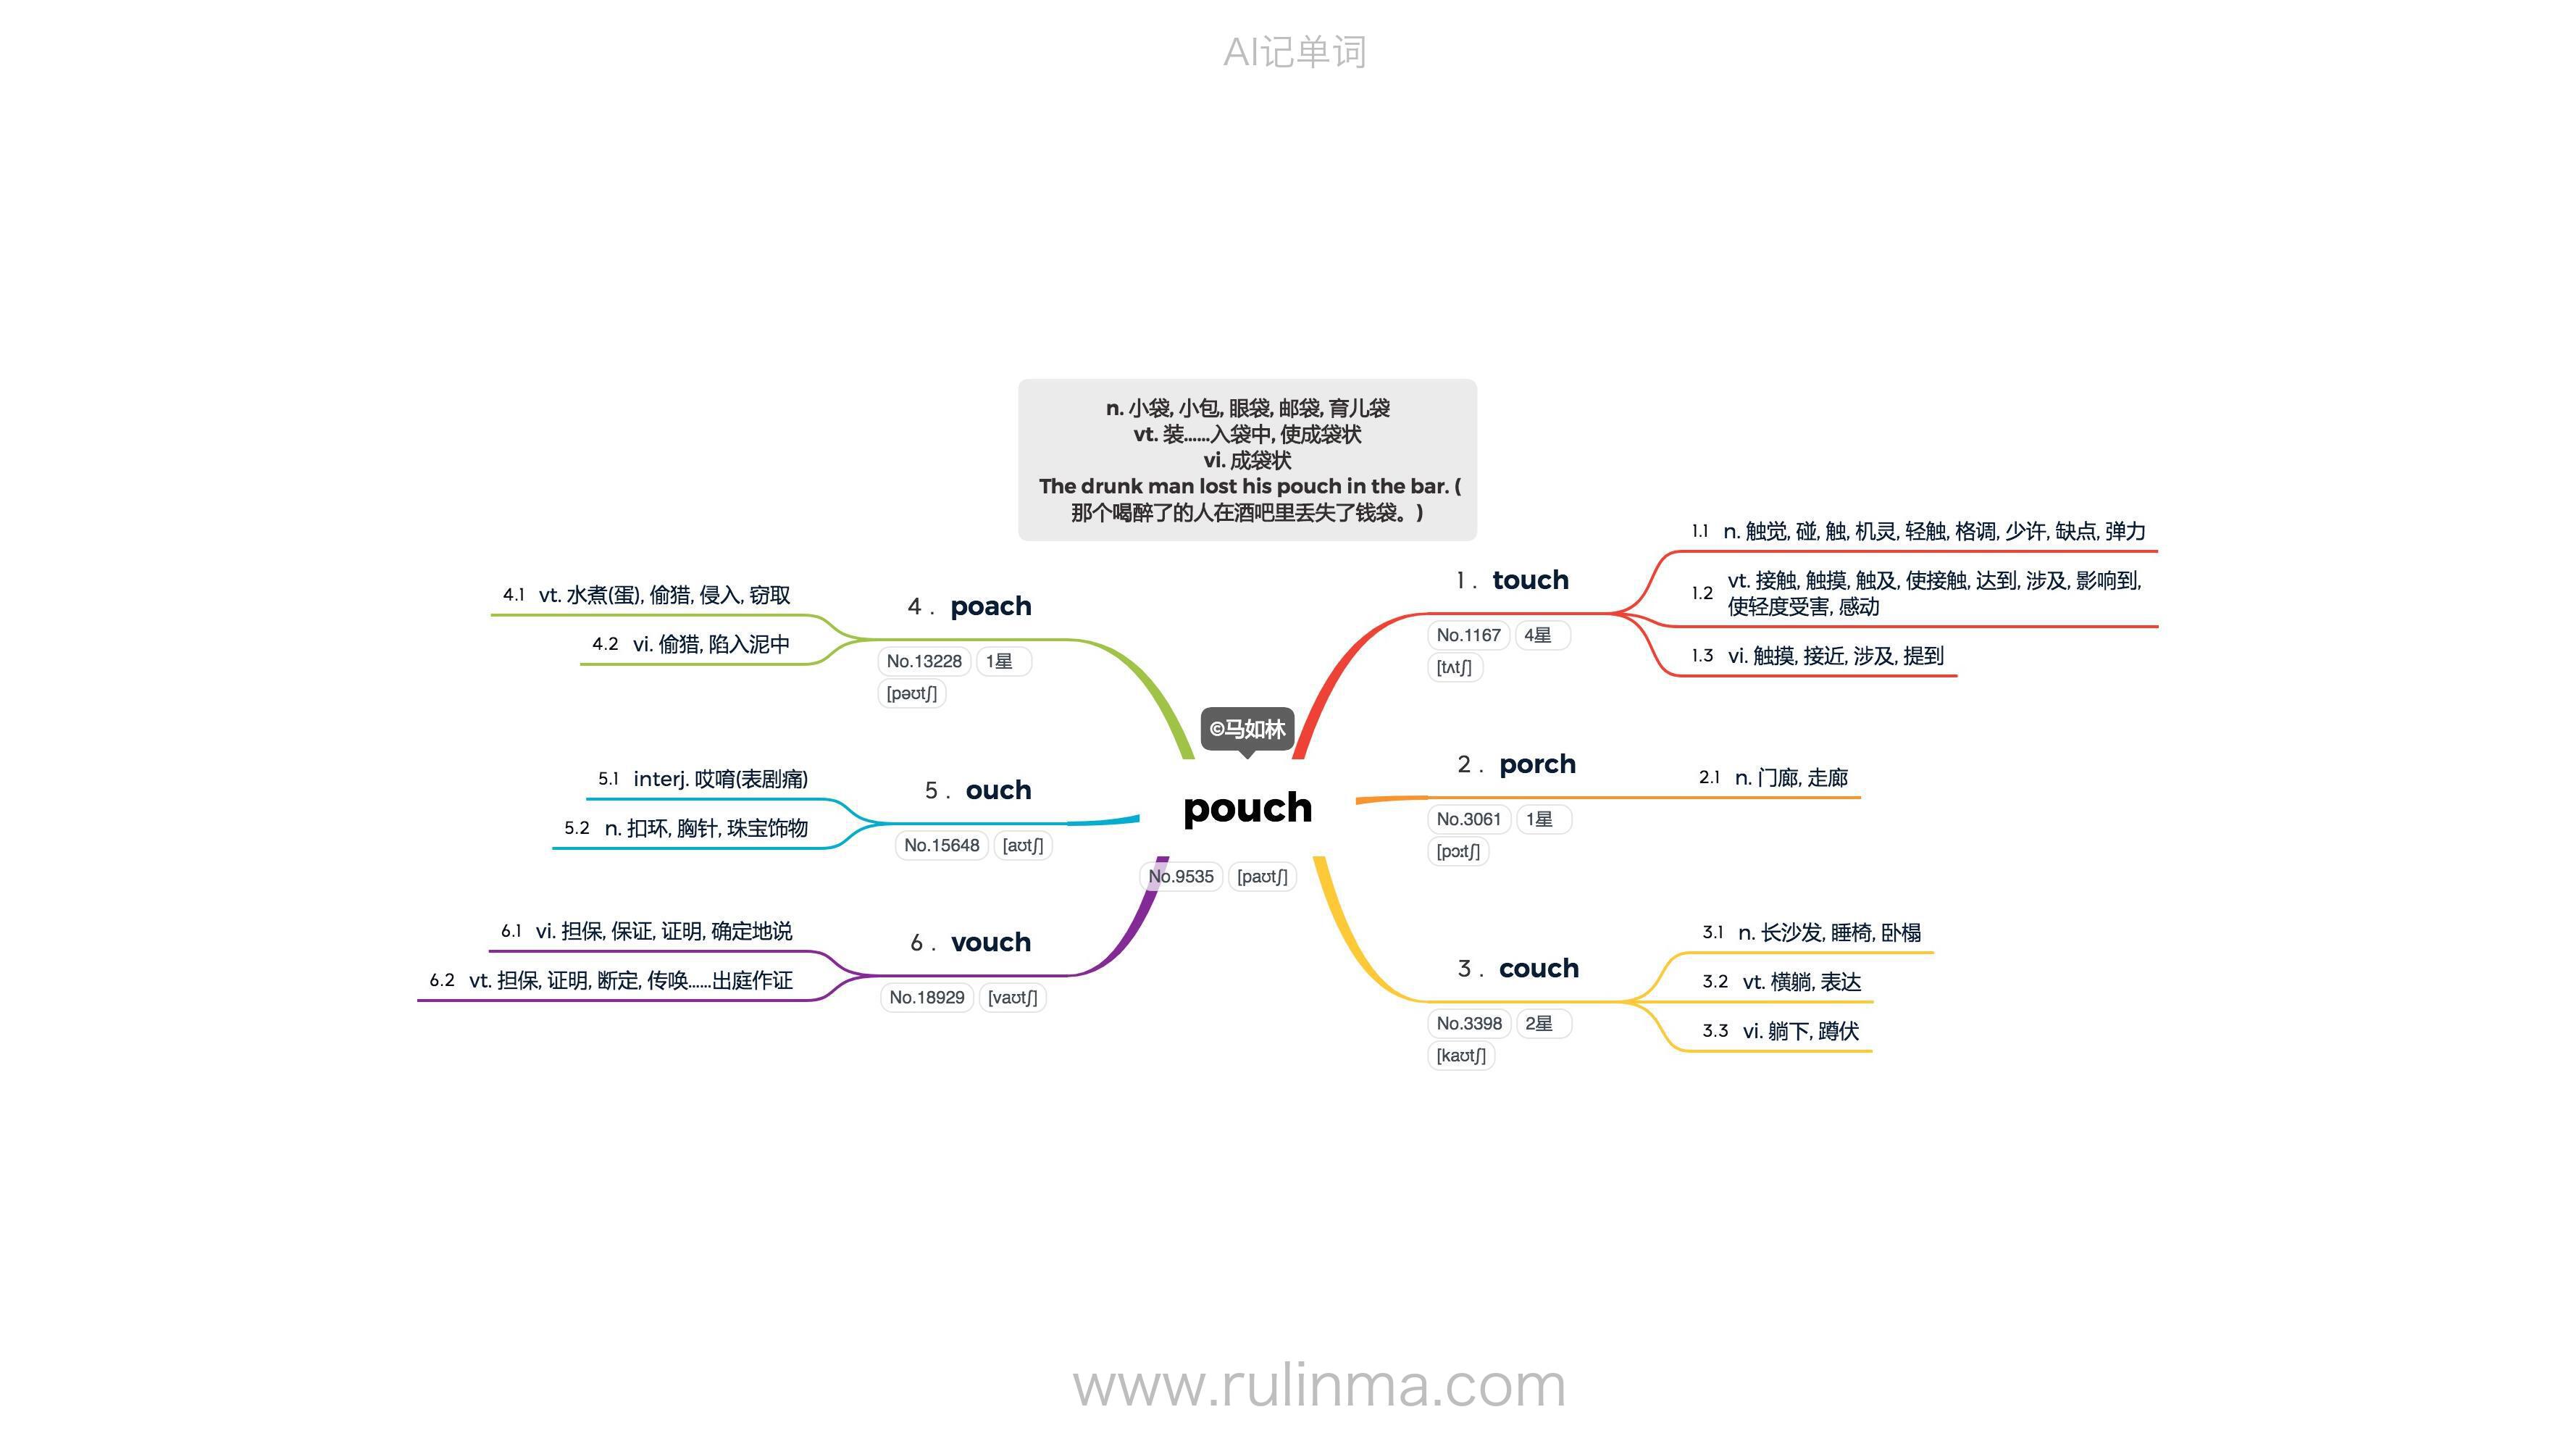 AI记单词
n. 小袋, 小包, 眼袋, 邮袋, 育儿袋
vt. 装……入袋中, 使成袋状
vi. 成袋状
The drunk man lost his pouch in the bar. (
那个喝醉了的人在酒吧里丢失了钱袋。)
©马如林
pouch
No.9535 [paʊtʃ]
1 . touch
No.1167 4星
[tʌtʃ]
1.1 n. 触觉, 碰, 触, 机灵, 轻触, 格调, 少许, 缺点, 弹力
1.2 vt. 接触, 触摸, 触及, 使接触, 达到, 涉及, 影响到,
使轻度受害, 感动
1.3 vi. 触摸, 接近, 涉及, 提到
2 . porch
No.3061 1星
[pɔːtʃ]
2.1 n. 门廊, 走廊
3 . couch
No.3398 2星
[kaʊtʃ]
3.1 n. 长沙发, 睡椅, 卧榻
3.2 vt. 横躺, 表达
3.3 vi. 躺下, 蹲伏
4 . poach
No.13228 1星
[pəʊtʃ]
4.1 vt. 水煮(蛋), 偷猎, 侵入, 窃取
4.2 vi. 偷猎, 陷入泥中
5 . ouch
No.15648 [aʊtʃ]
5.1 interj. 哎唷(表剧痛)
5.2 n. 扣环, 胸针, 珠宝饰物
6 . vouch
No.18929 [vaʊtʃ]
6.1 vi. 担保, 保证, 证明, 确定地说
6.2 vt. 担保, 证明, 断定, 传唤……出庭作证
www.rulinma.com